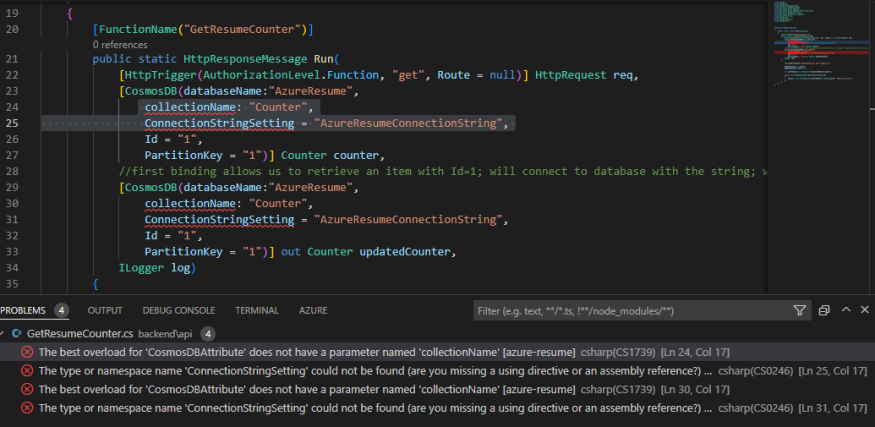 19 {
20 [FunctionName("GetResumeCounter")]
0 references
21 public static HttpResponseMessage Run(
22 [HttpTrigger(AuthorizationLevel.Function, "get", Route = null)] HttpRequest req,
23 [CosmosDB(databaseName:"AzureResume",
24 collectionName: "Counter",
25 ConnectionStringSetting = "AzureResumeConnectionString",
26 Id = "1",
27 PartitionKey = "1")] Counter counter,
28 //first binding allows us to retrieve an item with Id=1; will connect to database with the string; w
29 [CosmosDB(databaseName:"AzureResume",
30 collectionName: "Counter",
31 ConnectionStringSetting = "AzureResumeConnectionString",
32 Id = "1",
33 PartitionKey = "1")] out Counter updatedCounter,
34 ILogger log)
35 {
PROBLEMS 4 OUTPUT DEBUG CONSOLE TERMINAL AZURE Filter (e.g. text, **/*.ts, !**/node_modules/**)
GetResumeCounter.cs backend\api 4
The best overload for 'CosmosDBAttribute' does not have a parameter named 'collectionName' [azure-resume] csharp(CS1739) [Ln 24, Col 17]
The type or namespace name 'ConnectionStringSetting' could not be found (are you missing a using directive or an assembly reference?) ... csharp(CS0246) [Ln 25, Col 17]
The best overload for 'CosmosDBAttribute' does not have a parameter named 'collectionName' [azure-resume] csharp(CS1739) [Ln 30, Col 17]
The type or namespace name 'ConnectionStringSetting' could not be found (are you missing a using directive or an assembly reference?) ... csharp(CS0246) [Ln 31, Col 17]